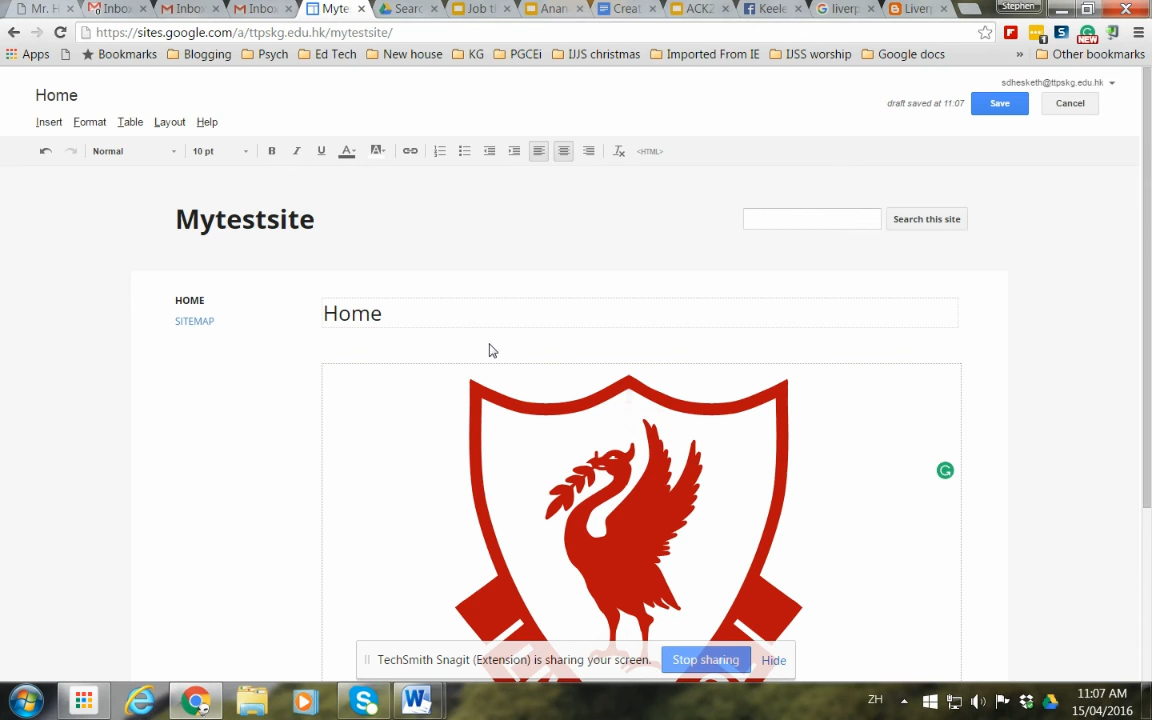 Mr. H
Inbox
Inbox
Inbox
Myte
Searc
Job th
Anan
Creat
ACK2
Keele
liverp
Liverp
Stephen
https://sites.google.com/a/ttpskg.edu.hk/mytestsite/
NEW
1
Apps
Bookmarks
Blogging
Psych
Ed Tech
New house
KG
PGCEi
IJJS christmas
Imported From IE
IJSS worship
Google docs
»
Other bookmarks
sdhesketh@ttpskg.edu.hk
Home
draft saved at 11:07
Save
Cancel
Insert
Format
Table
Layout
Help
Normal
10 pt
B
I
U
A
A
<HTML>
Mytestsite
Search this site
HOME
Home
SITEMAP
TechSmith Snagit (Extension) is sharing your screen.
Stop sharing
Hide
ZH
11:07 AM
15/04/2016